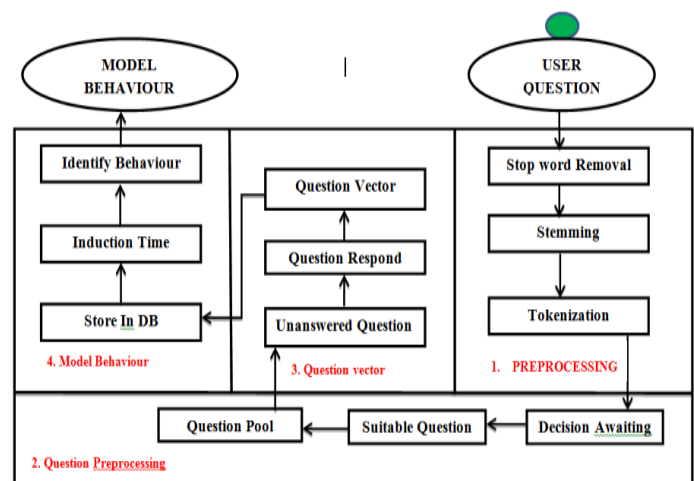 MODEL
BEHAVIOUR
USER
QUESTION
Identify Behaviour
Induction Time
Store In DB
4. Model Behaviour
Question Vector
Question Respond
Unanswered Question
3. Question vector
Stop word Removal
Stemming
Tokenization
1. PREPROCESSING
Question Pool
Suitable Question
Decision Awaiting
2. Question Preprocessing